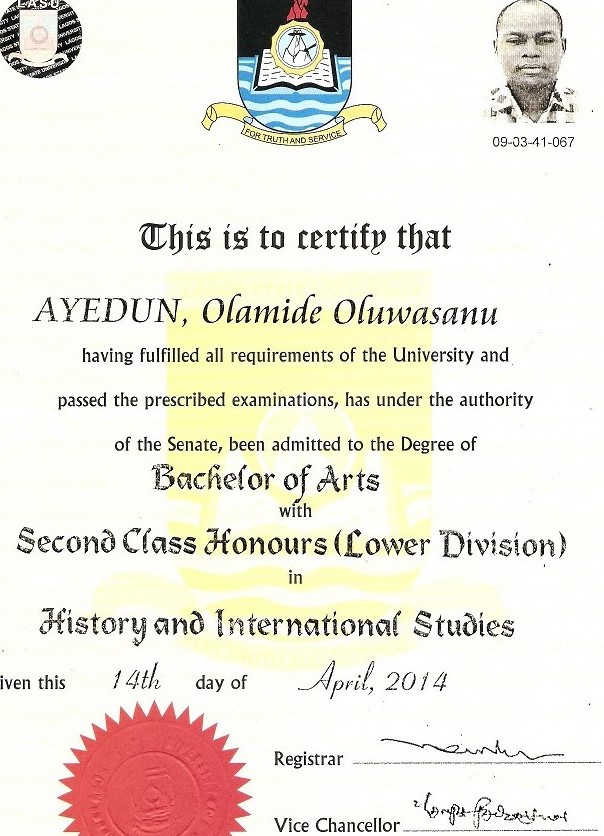 LASU
FOR TRUTH AND SERVICE
09-03-41-067
This is to certify that
AYEDUN, Olamide Oluwasanu
having fulfilled all requirements of the University and
passed the prescribed examinations, has under the authority
of the Senate, been admitted to the Degree of
Bachelor of Arts
with
Second Class Honours (Lower Division)
in
History and International Studies
iven this 14th day of April, 2014
Registrar
Vice Chancellor